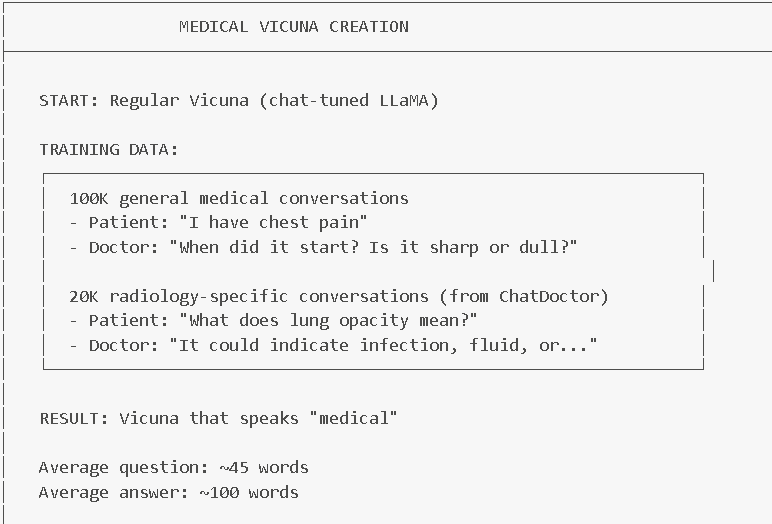 MEDICAL VICUNA CREATION
START: Regular Vicuna (chat-tuned LLaMA)
TRAINING DATA:
100K general medical conversations
- Patient: "I have chest pain"
- Doctor: "When did it start? Is it sharp or dull?"
20K radiology-specific conversations (from ChatDoctor)
- Patient: "What does lung opacity mean?"
- Doctor: "It could indicate infection, fluid, or..."
RESULT: Vicuna that speaks "medical"
Average question: ~45 words
Average answer: ~100 words